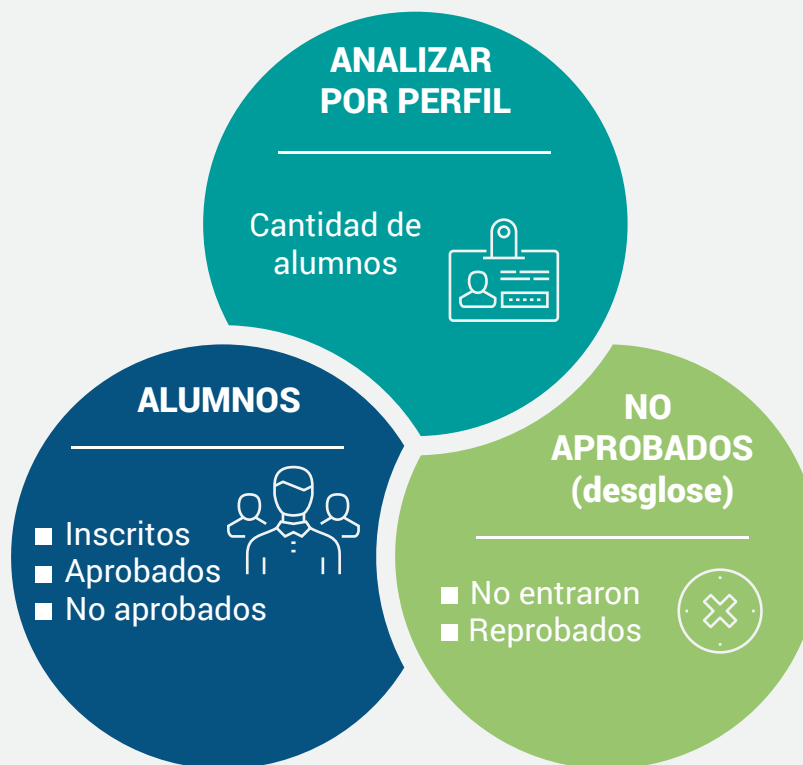 ANALIZAR
POR PERFIL
Cantidad de
alumnos
ALUMNOS
Inscritos
Aprobados
No aprobados
NO
APROBADOS
(desglose)
No entraron
Reprobados